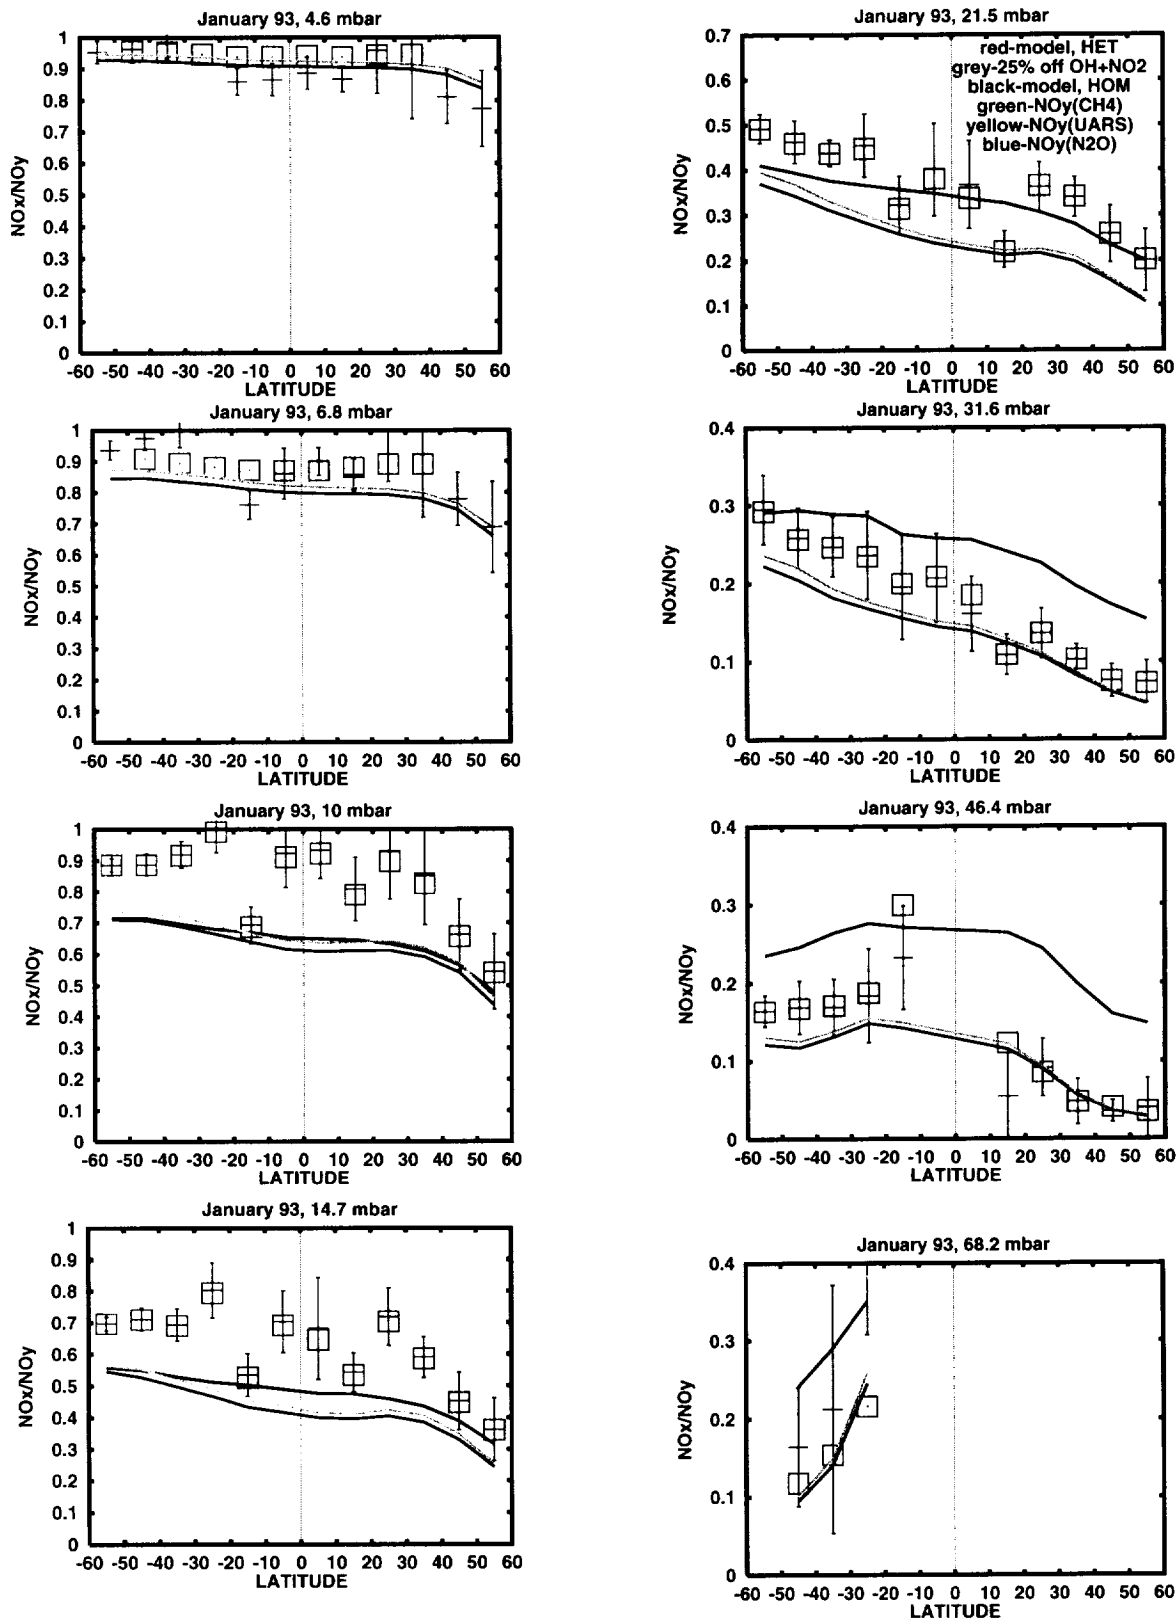 January 93, 4.6 mbar
1
0.9
0.8
0.7
0.6
0.5
0.4
0.3
0.2
0.1
0
NOx/NOy
-60 -50 -40 -30 -20 -10 0 10 20 30 40 50 60
LATITUDE
January 93, 6.8 mbar
1
0.9
0.8
0.7
0.6
0.5
0.4
0.3
0.2
0.1
0
NOx/NOy
-60 -50 -40 -30 -20 -10 0 10 20 30 40 50 60
LATITUDE
January 93, 10 mbar
1
0.9
0.8
0.7
0.6
0.5
0.4
0.3
0.2
0.1
0
NOx/NOy
-60 -50 -40 -30 -20 -10 0 10 20 30 40 50 60
LATITUDE
January 93, 14.7 mbar
1
0.9
0.8
0.7
0.6
0.5
0.4
0.3
0.2
0.1
0
NOx/NOy
-60 -50 -40 -30 -20 -10 0 10 20 30 40 50 60
LATITUDE
January 93, 21.5 mbar
0.7
0.6
0.5
0.4
0.3
0.2
0.1
0
NOx/NOy
red-model, HET
grey-25% off OH+NO2
black-model, HOM
green-NOy(CH4)
yellow-NOy(UARS)
blue-NOy(N2O)
-60 -50 -40 -30 -20 -10 0 10 20 30 40 50 60
LATITUDE
January 93, 31.6 mbar
0.4
0.3
0.2
0.1
0
NOx/NOy
-60 -50 -40 -30 -20 -10 0 10 20 30 40 50 60
LATITUDE
January 93, 46.4 mbar
0.4
0.3
0.2
0.1
0
NOx/NOy
-60 -50 -40 -30 -20 -10 0 10 20 30 40 50 60
LATITUDE
January 93, 68.2 mbar
0.4
0.3
0.2
0.1
0
NOx/NOy
-60 -50 -40 -30 -20 -10 0 10 20 30 40 50 60
LATITUDE